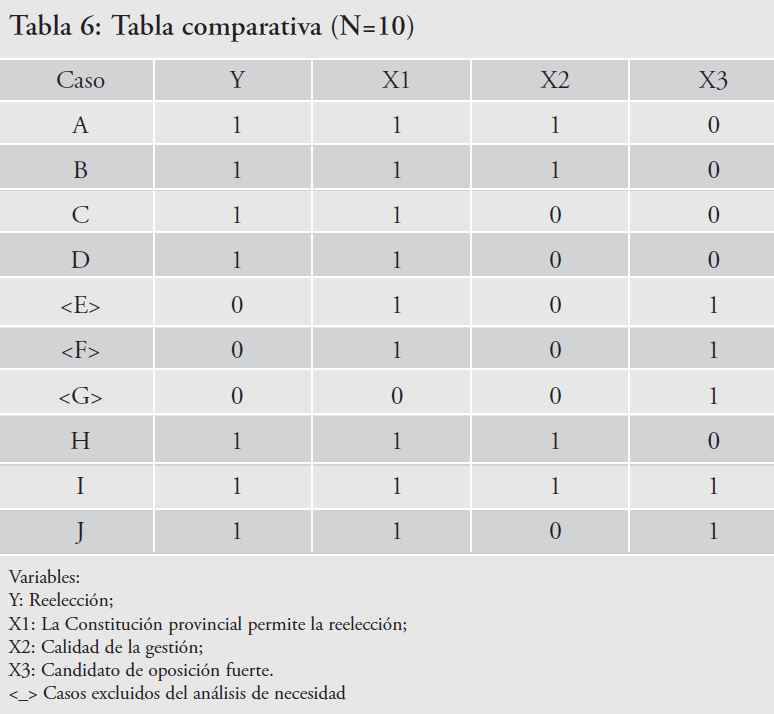 Tabla 6: Tabla comparativa (N=10)
Caso Y X1 X2 X3
A 1 1 1 0
B 1 1 1 0
C 1 1 0 0
D 1 1 0 0
<E> 0 1 0 1
<F> 0 1 0 1
<G> 0 0 0 1
H 1 1 1 0
I 1 1 1 1
J 1 1 0 1
Variables:
Y: Reelección;
X1: La Constitución provincial permite la reelección;
X2: Calidad de la gestión;
X3: Candidato de oposición fuerte.
<_> Casos excluidos del análisis de necesidad